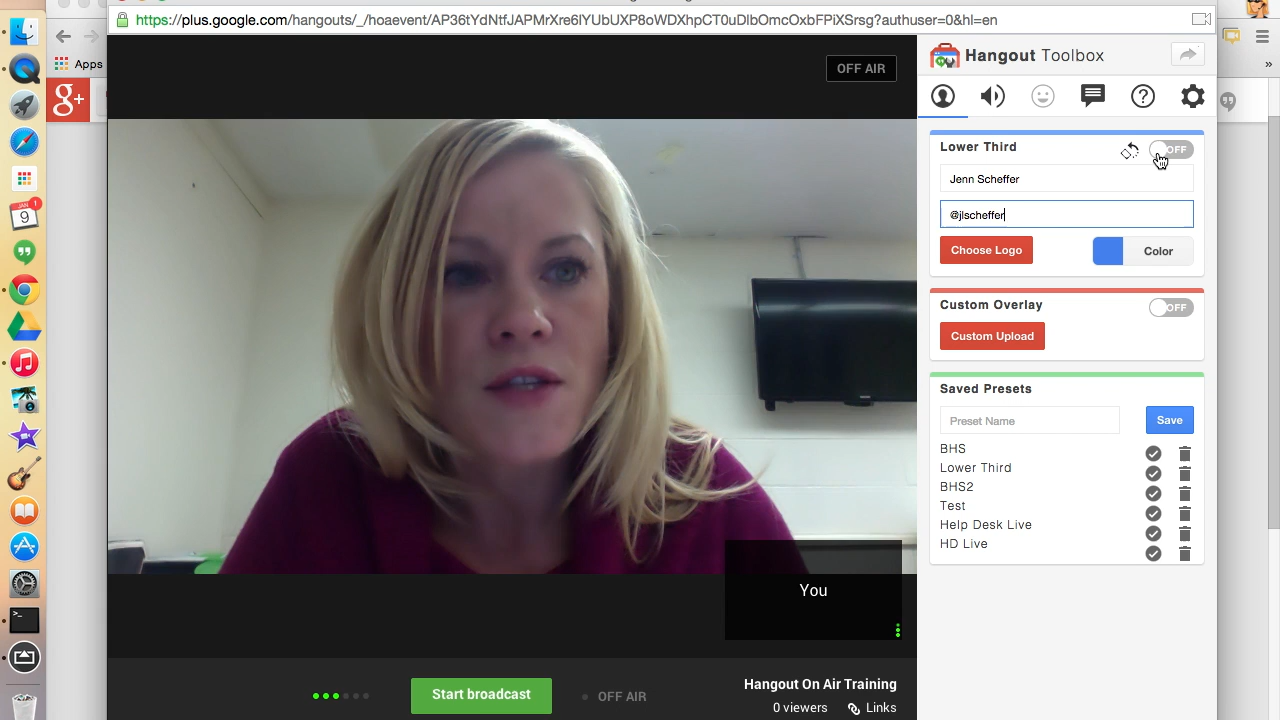 https://plus.google.com/hangouts/_/hoaevent/AP36tYdNtfJAPMrXre6lYUbUXP8oWDXhpCT0uDlbOmcOxbFPiXSrsg?authuser=0&hl=en
Apps
»
g+
OFF AIR
Hangout Toolbox
Lower Third
OFF
Jenn Scheffer
@jlscheffer
Choose Logo
Color
Custom Overlay
OFF
Custom Upload
Saved Presets
Preset Name
Save
BHS
Lower Third
BHS2
Test
Help Desk Live
HD Live
1
9
You
Start broadcast
OFF AIR
Hangout On Air Training
0 viewers
Links